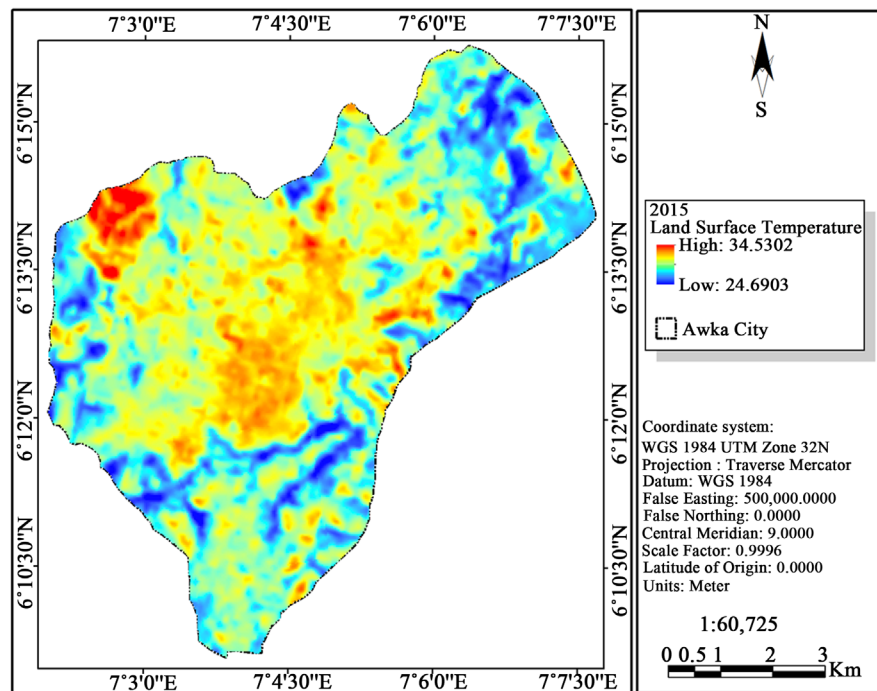 7°3'0"E 7°4'30"E 7°6'0"E 7°7'30"E
6°15'0"N
6°13'30"N
6°12'0"N
6°10'30"N
6°15'0"N
6°13'30"N
6°12'0"N
6°10'30"N
7°3'0"E 7°4'30"E 7°6'0"E 7°7'30"E
N
S
2015
Land Surface Temperature
High: 34.5302
Low: 24.6903
Awka City
Coordinate system:
WGS 1984 UTM Zone 32N
Projection : Traverse Mercator
Datum: WGS 1984
False Easting: 500,000.0000
False Northing: 0.0000
Central Meridian: 9.0000
Scale Factor: 0.9996
Latitude of Origin: 0.0000
Units: Meter
1:60,725
0 0.5 1 2 3
Km